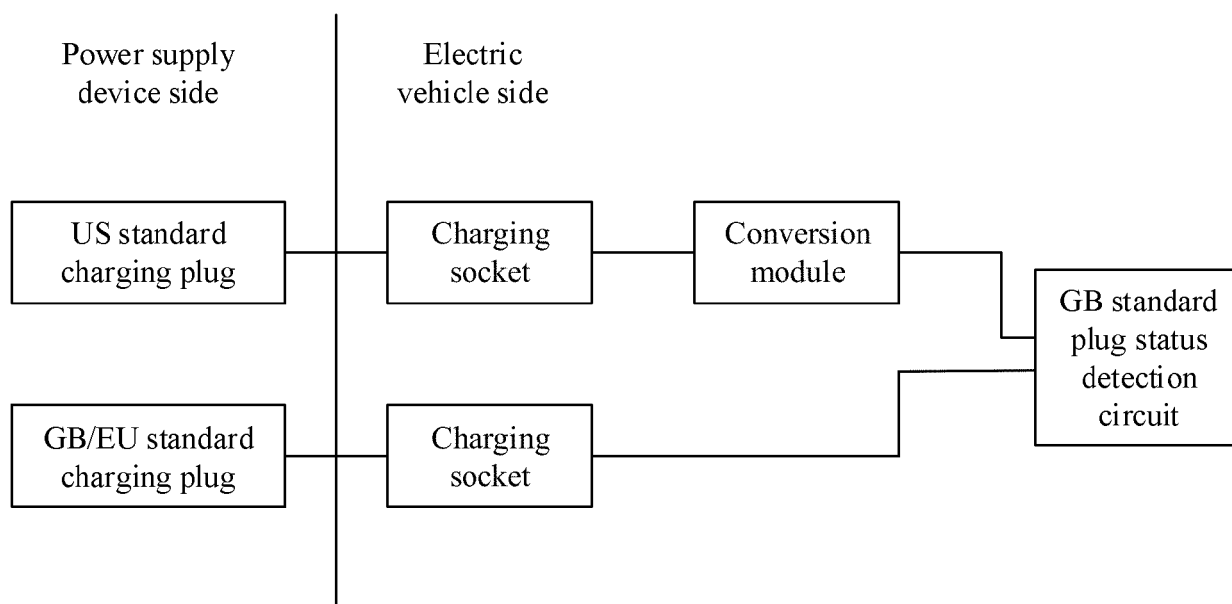 Power supply
device side
Electric
vehicle side
US standard
charging plug
Charging
socket
Conversion
module
GB standard
plug status
detection
circuit
GB/EU standard
charging plug
Charging
socket